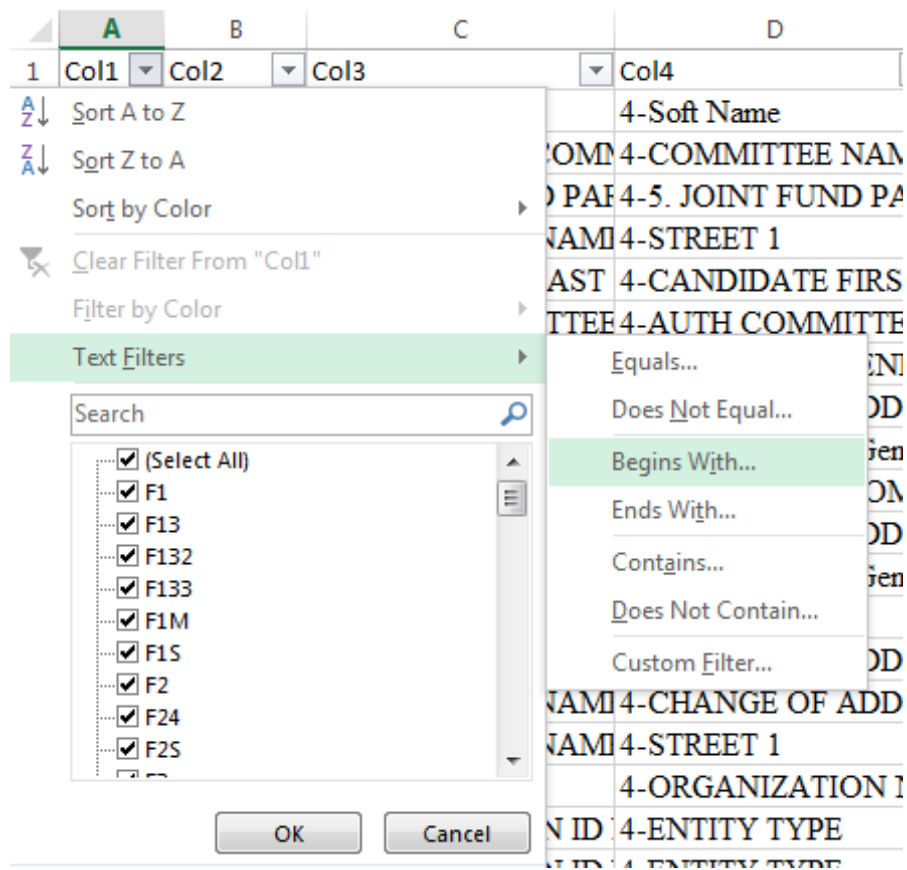 A B C D
1 Col1 Col2 Col3 Col4
Sort A to Z
Sort Z to A
Sort by Color
Clear Filter From "Col1"
Filter by Color
Text Filters
Search
(Select All)
F1
F13
F132
F133
F1M
F1S
F2
F24
F2S
Equals...
Does Not Equal...
Begins With...
Ends With...
Contains...
Does Not Contain...
Custom Filter...
OK Cancel
4-Soft Name
4-COMMITTEE NAM
4-5. JOINT FUND PA
4-STREET 1
AST 4-CANDIDATE FIRS
4-AUTH COMMITTE
4-CHANGE OF ADD
4-STREET 1
4-ORGANIZATION
N ID 4-ENTITY TYPE